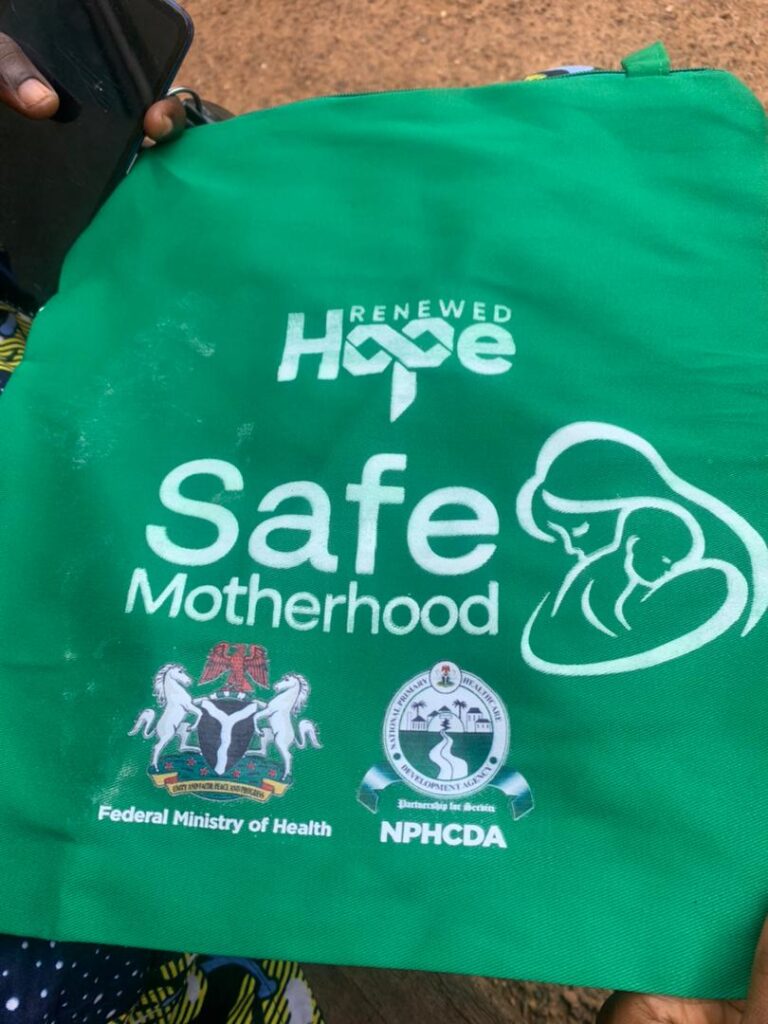 RENEWED
Hope
Safe
Motherhood
UNITY AND FAITH, PEACE AND PROGRESS
Federal Ministry of Health
NATIONAL PRIMARY HEALTHCARE
DEVELOPMENT AGENCY
Partnership for Service
NPHCDA